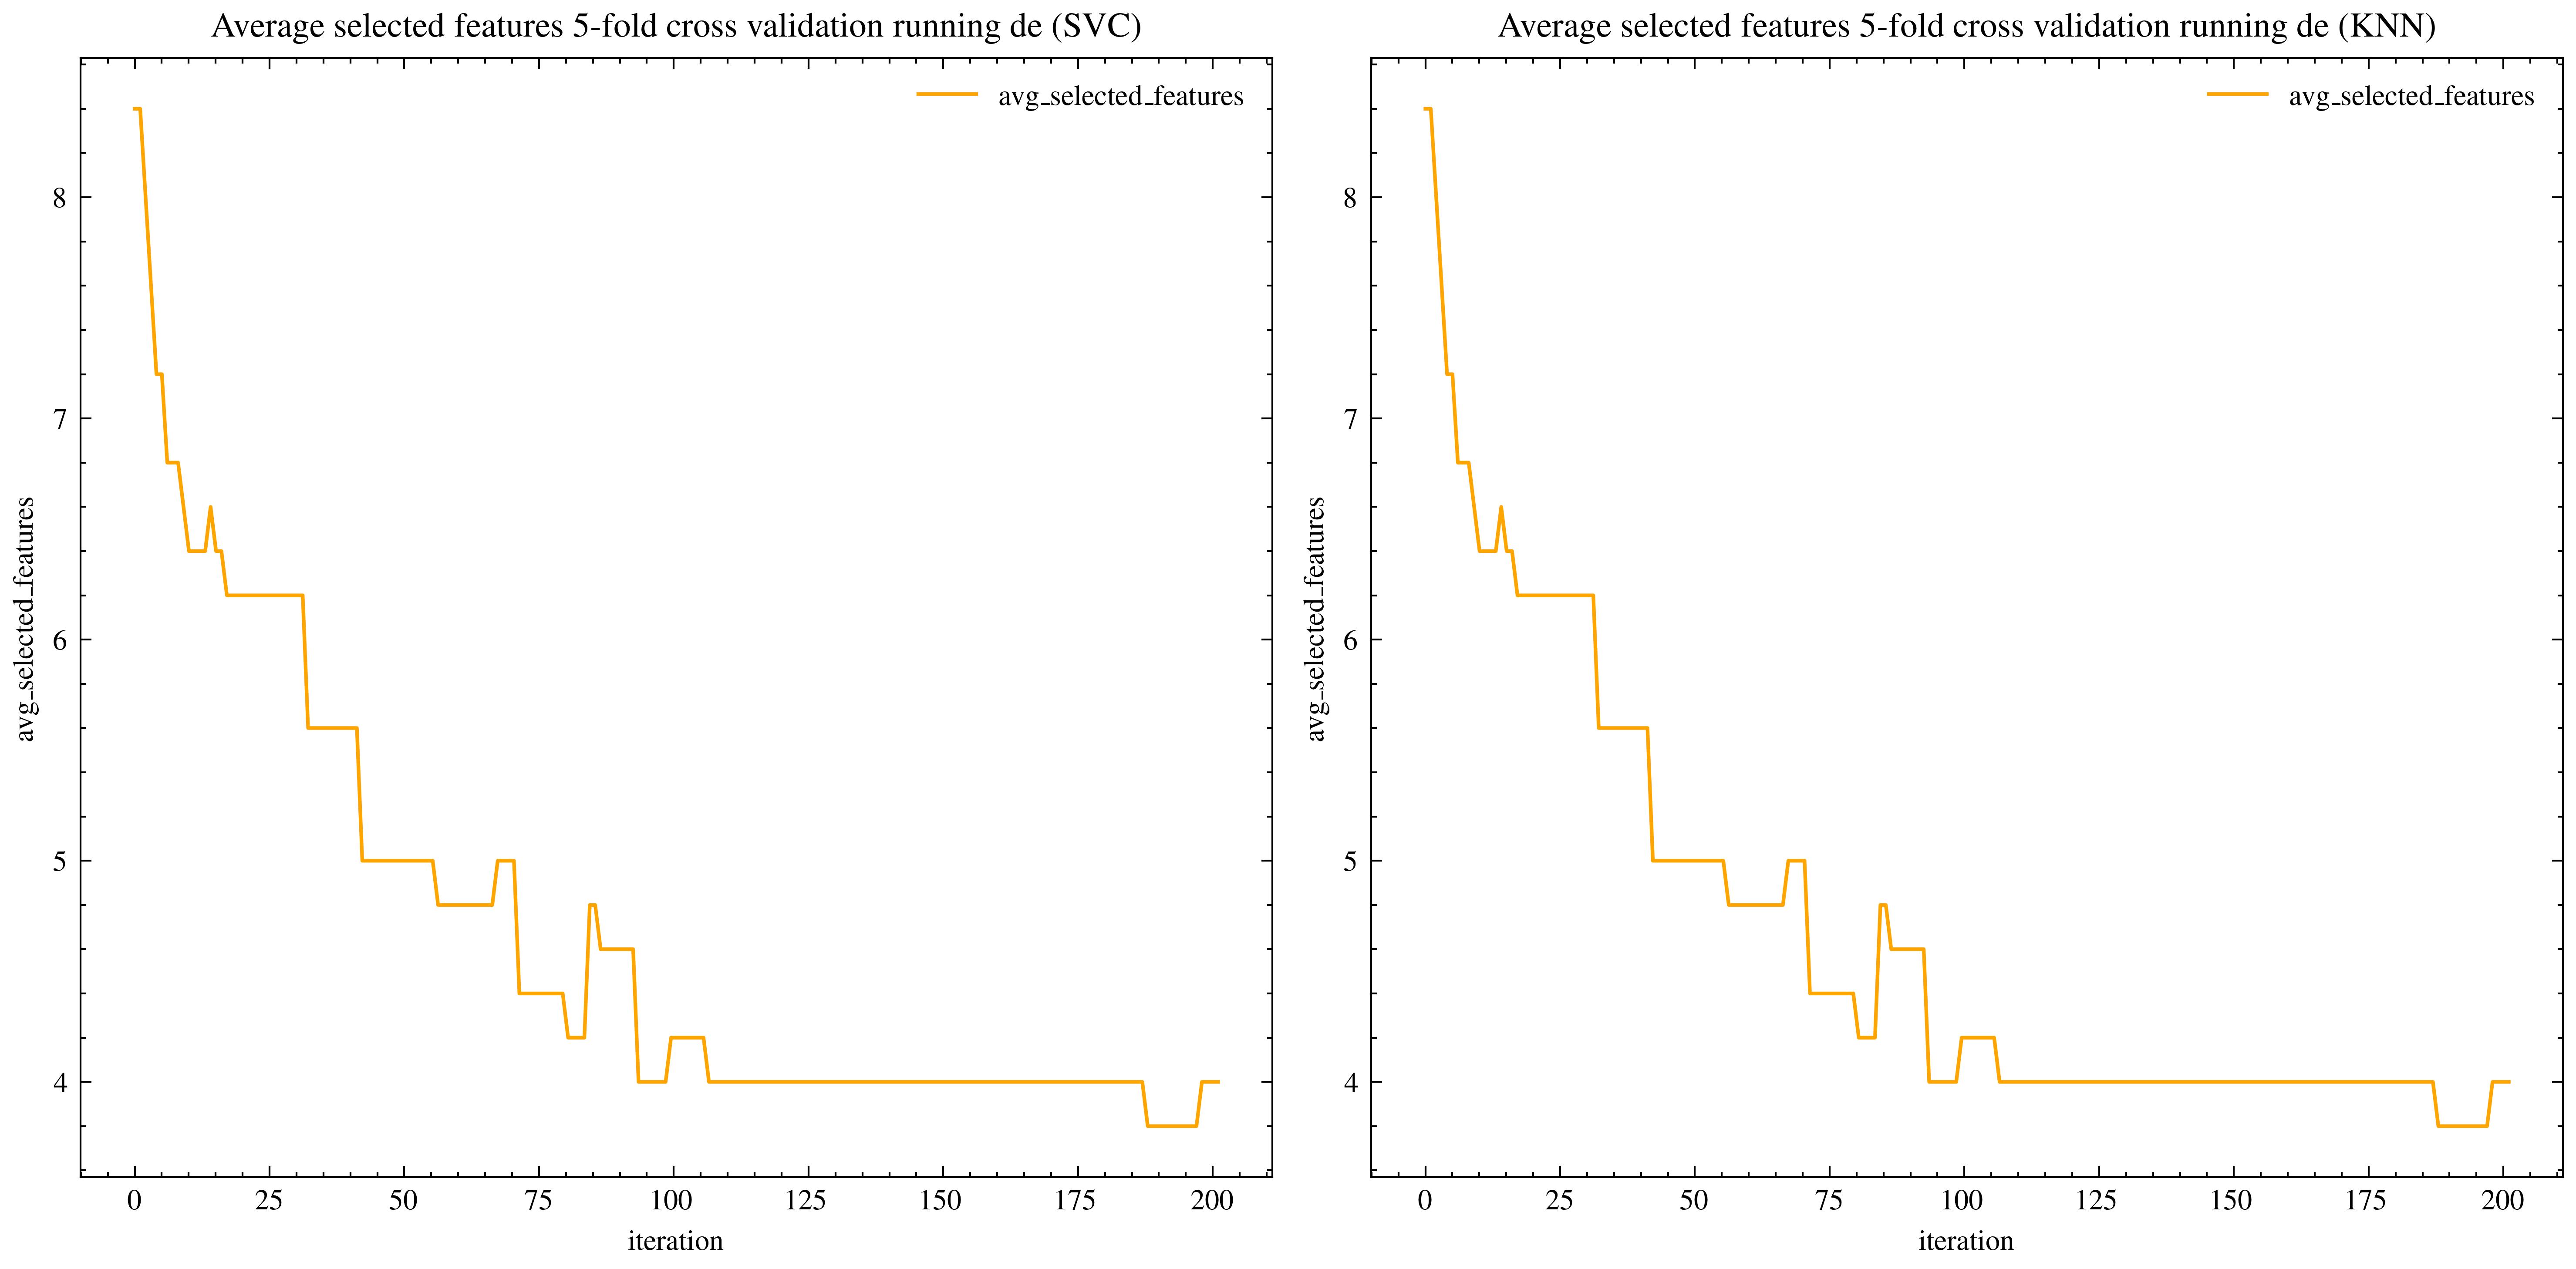 Average selected features 5-fold cross validation running de (SVC)
avg_selected_features
8
7
6
5
4
avg_selected_features
0 25 50 75 100 125 150 175 200
iteration
Average selected features 5-fold cross validation running de (KNN)
avg_selected_features
8
7
6
5
4
avg_selected_features
0 25 50 75 100 125 150 175 200
iteration